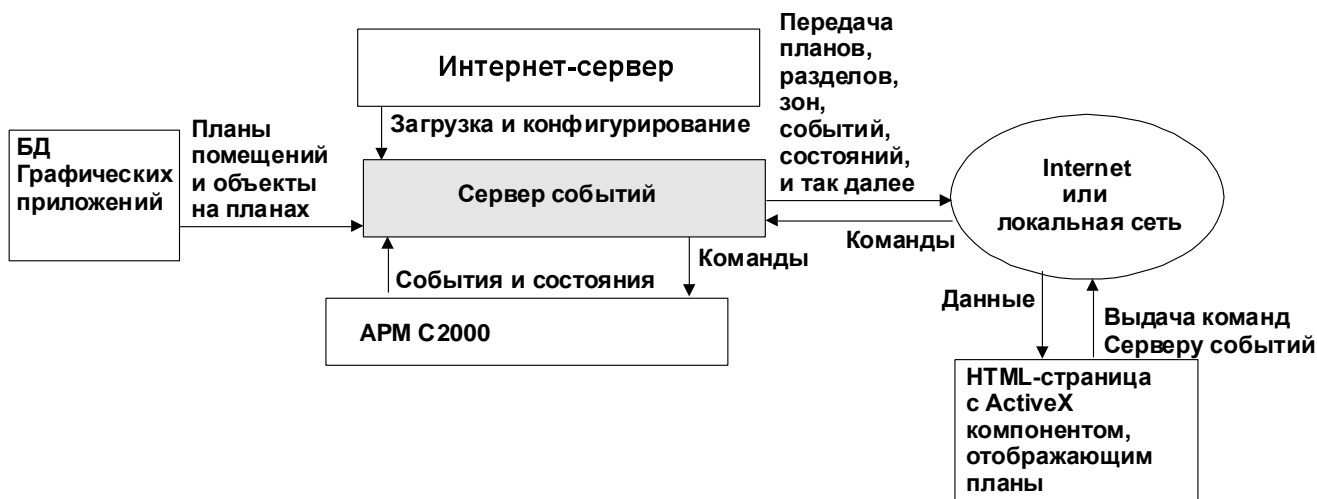 Интернет-сервер
Передача
планов,
разделов,
зон,
событий,
состояний,
и так далее
Загрузка и конфигурирование
БД
Графических
приложений
Планы
помещений
и объекты
на планах
Сервер событий
Internet
или
локальная сеть
Команды
Команды
События и состояния
АРМ С2000
Данные
Выдача команд
Серверу событий
HTML-страница
с ActiveX
компонентом,
отображающим
планы